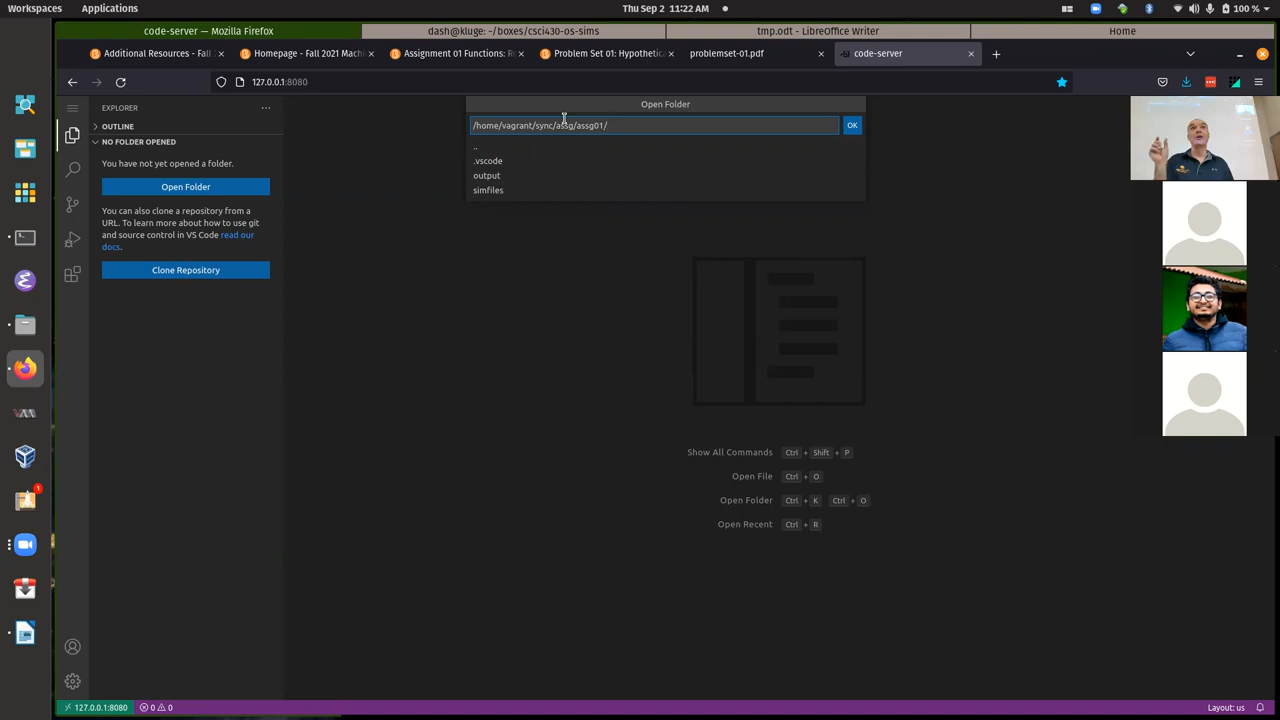 Workspaces
Applications
Thu Sep 2 11:22 AM
100 %
code-server — Mozilla Firefox
dash@kluge: ~/boxes/csci430-os-sims
tmp.odt - LibreOffice Writer
Home
Additional Resources - Fall
Homepage - Fall 2021 Machi
Assignment 01 Functions: Re
Problem Set 01: Hypothetica
problemset-01.pdf
code-server
127.0.0.1:8080
EXPLORER
Open Folder
/home/vagrant/sync/assg/assg01/
OK
OUTLINE
NO FOLDER OPENED
..
.vscode
output
simfiles
You have not yet opened a folder.
Open Folder
You can also clone a repository from a
URL. To learn more about how to use git
and source control in VS Code read our
docs.
Clone Repository
Show All Commands Ctrl + Shift + P
Open File Ctrl + O
Open Folder Ctrl + K Ctrl + O
Open Recent Ctrl + R
1
127.0.0.1:8080
0 0
Layout: us